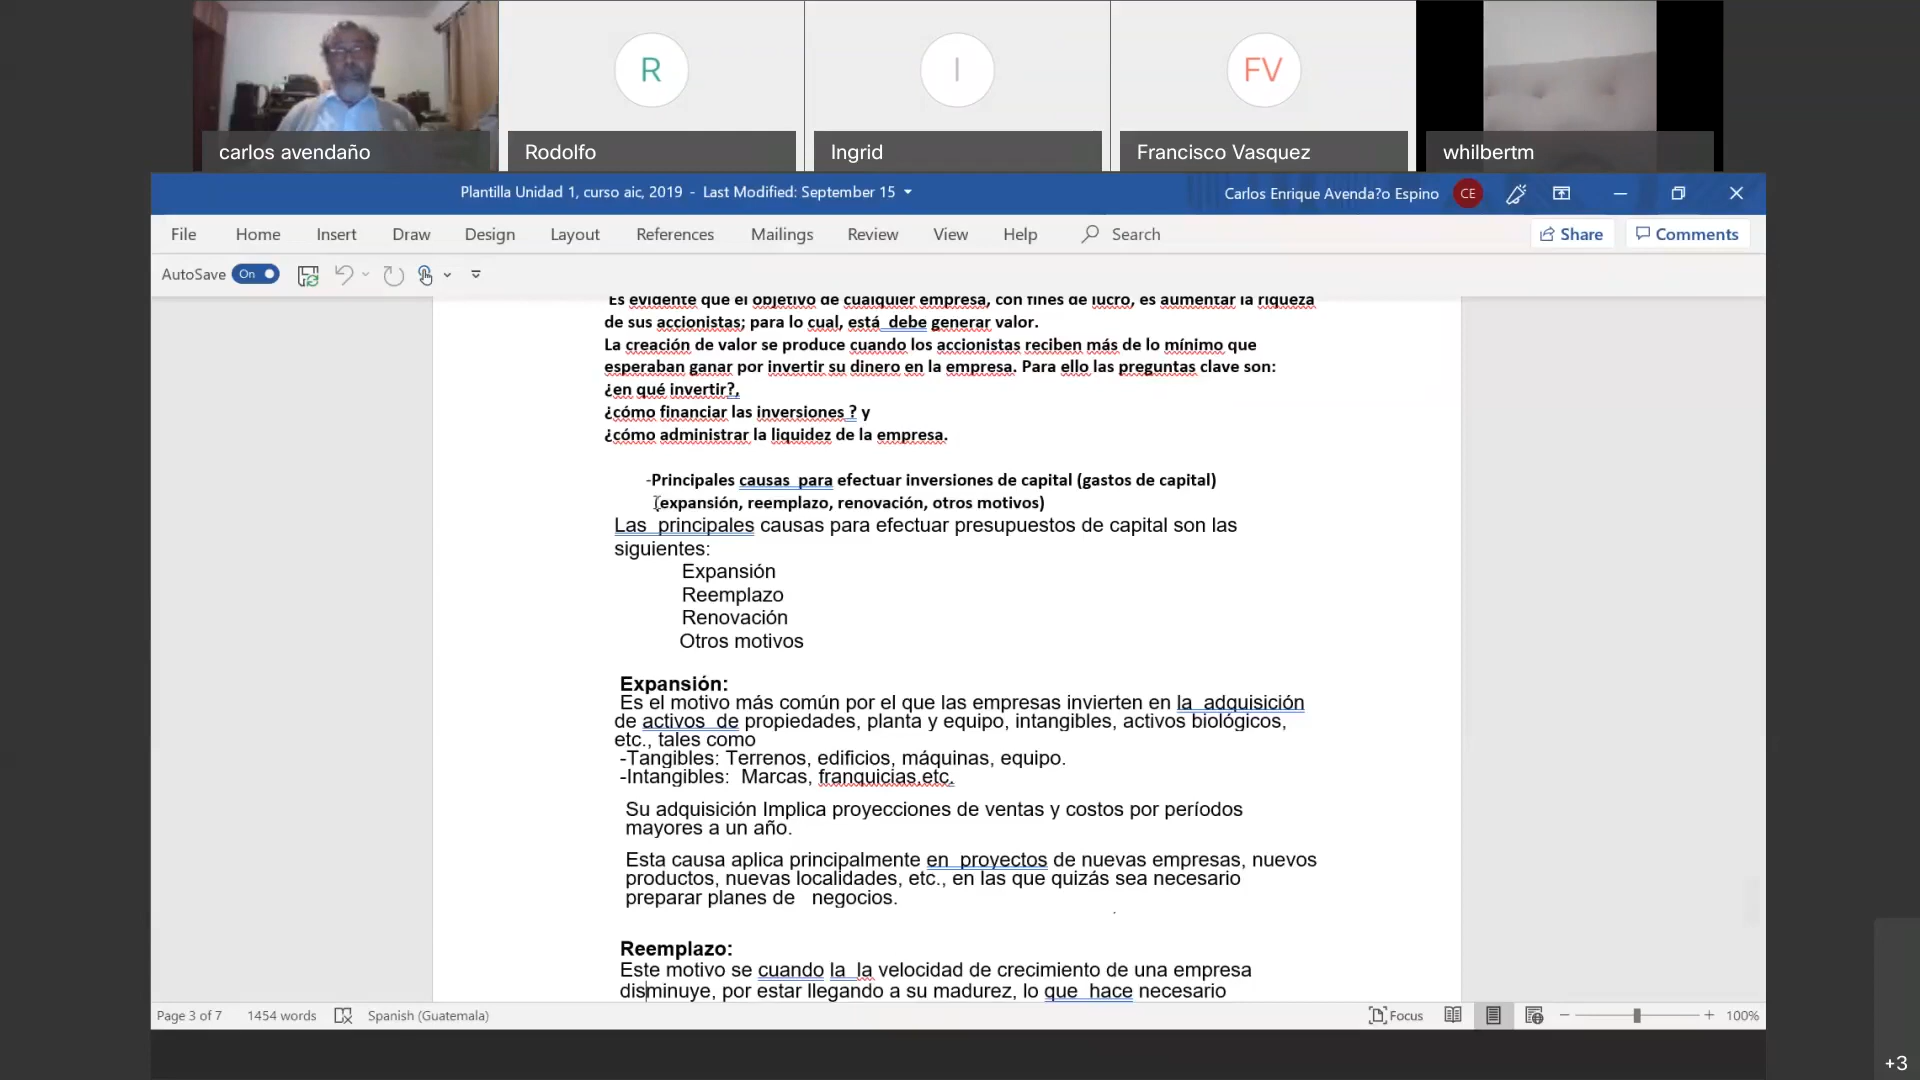 R
I
FV
carlos avendaño
Rodolfo
Ingrid
Francisco Vasquez
whilbertm
Plantilla Unidad 1, curso aic, 2019 - Last Modified: September 15
Carlos Enrique Avenda?o Espino
CE
File Home Insert Draw Design Layout References Mailings Review View Help Search
Share
Comments
AutoSave On
Es evidente que el objetivo de cualquier empresa, con fines de lucro, es aumentar la riqueza
de sus accionistas; para lo cual, está  debe generar valor.
La creación de valor se produce cuando los accionistas reciben más de lo mínimo que
esperaban ganar por invertir su dinero en la empresa. Para ello las preguntas clave son:
¿en qué invertir?,
¿cómo financiar las inversiones ? y
¿cómo administrar la liquidez de la empresa.
-Principales causas  para efectuar inversiones de capital (gastos de capital)
(expansión, reemplazo, renovación, otros motivos)
Las  principales causas para efectuar presupuestos de capital son las
siguientes:
Expansión
Reemplazo
Renovación
Otros motivos
Expansión:
Es el motivo más común por el que las empresas invierten en la  adquisición
de activos  de propiedades, planta y equipo, intangibles, activos biológicos,
etc., tales como
-Tangibles: Terrenos, edificios, máquinas, equipo.
-Intangibles:  Marcas, franquicias,etc.
Su adquisición Implica proyecciones de ventas y costos por períodos
mayores a un año.
Esta causa aplica principalmente en  proyectos de nuevas empresas, nuevos
productos, nuevas localidades, etc., en las que quizás sea necesario
preparar planes de   negocios.
Reemplazo:
Este motivo se cuando la  la velocidad de crecimiento de una empresa
disminuye, por estar llegando a su madurez, lo que  hace necesario
Page 3 of 7
1454 words
Spanish (Guatemala)
Focus
100%
+3